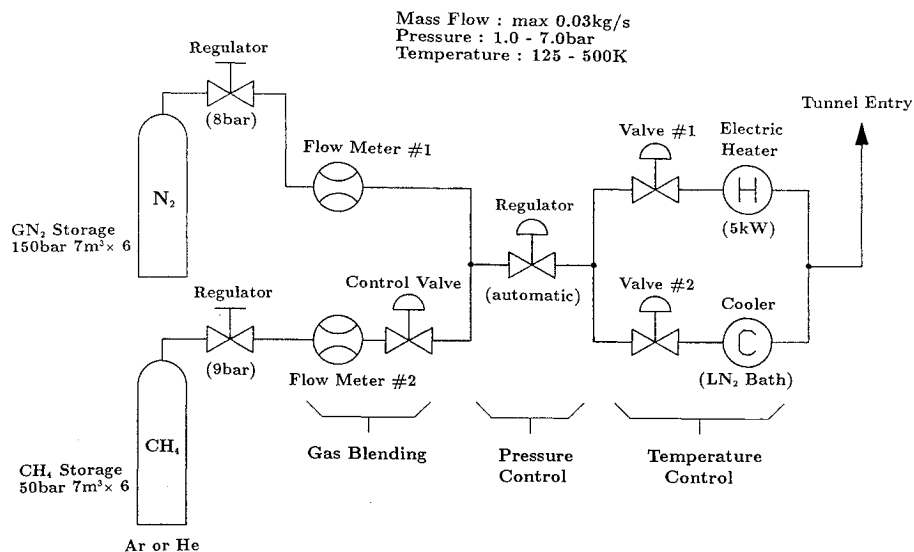 Mass Flow : max 0.03kg/s
Pressure : 1.0 - 7.0bar
Temperature : 125 - 500K
Regulator
(8bar)
Flow Meter #1
N₂
GN₂ Storage
150bar 7m³× 6
Regulator
(9bar)
Flow Meter #2
Control Valve
CH₄
CH₄ Storage
50bar 7m³× 6
Ar or He
Gas Blending
Regulator
(automatic)
Pressure
Control
Valve #1
Electric
Heater
H
(5kW)
Valve #2
Cooler
C
(LN₂ Bath)
Temperature
Control
Tunnel Entry